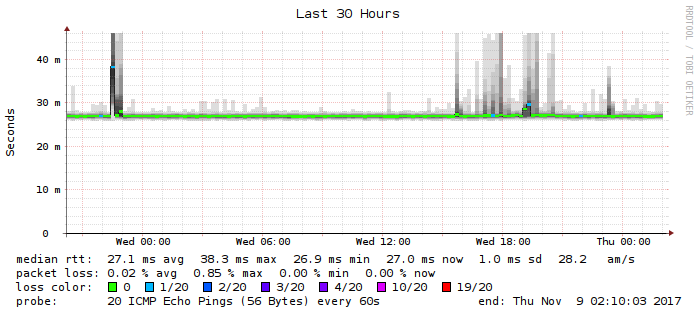 Last 30 Hours
RRDTOOL / TOBI OETIKER
Seconds
40 m
30 m
20 m
10 m
0
Wed 00:00 Wed 06:00 Wed 12:00 Wed 18:00 Thu 00:00
median rtt: 27.1 ms avg 38.3 ms max 26.9 ms min 27.0 ms now 1.0 ms sd 28.2 am/s
packet loss: 0.02 % avg 0.85 % max 0.00 % min 0.00 % now
loss color: 0 1/20 2/20 3/20 4/20 10/20 19/20
probe: 20 ICMP Echo Pings (56 Bytes) every 60s end: Thu Nov 9 02:10:03 2017